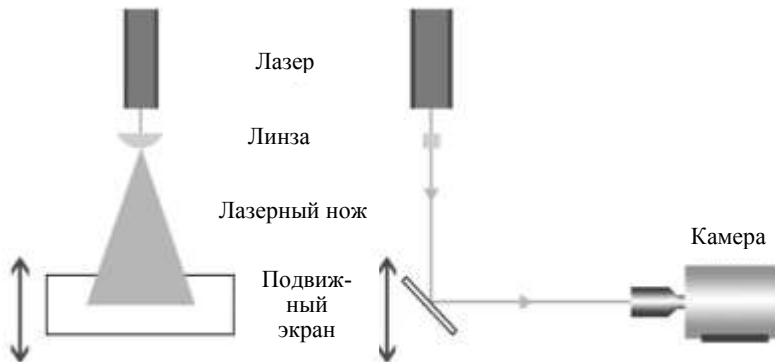 Лазер
Линза
Лазерный нож
Камера
Подвиж-
ный
экран